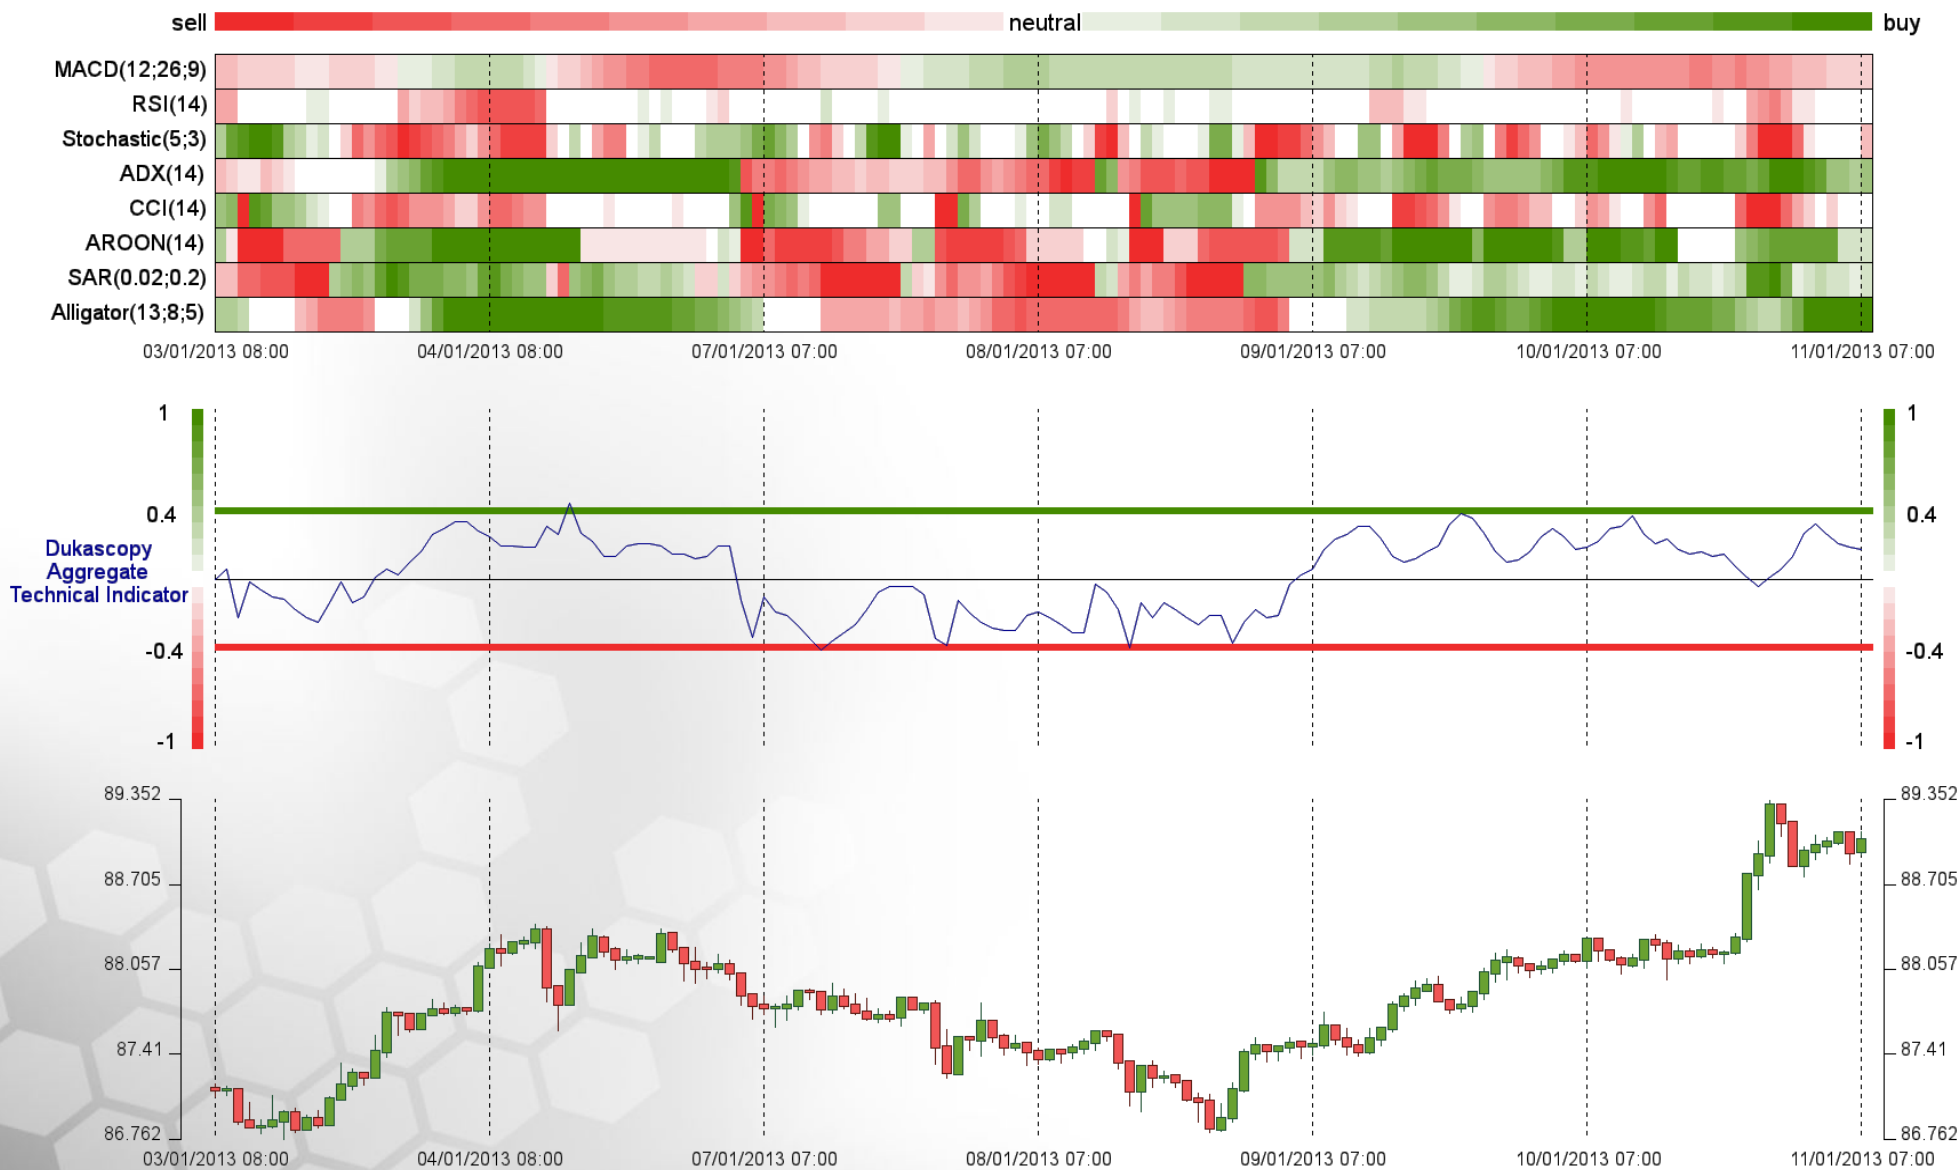 sell neutral buy
MACD(12;26;9)
RSI(14)
Stochastic(5;3)
ADX(14)
CCI(14)
AROON(14)
SAR(0.02;0.2)
Alligator(13;8;5)
03/01/2013 08:00 04/01/2013 08:00 07/01/2013 07:00 08/01/2013 07:00 09/01/2013 07:00 10/01/2013 07:00 11/01/2013 07:00
1 1
0.4 0.4
Dukascopy
Aggregate
Technical Indicator
-0.4 -0.4
-1 -1
89.352 89.352
88.705 88.705
88.057 88.057
87.41 87.41
86.762 86.762
03/01/2013 08:00 04/01/2013 08:00 07/01/2013 07:00 08/01/2013 07:00 09/01/2013 07:00 10/01/2013 07:00 11/01/2013 07:00